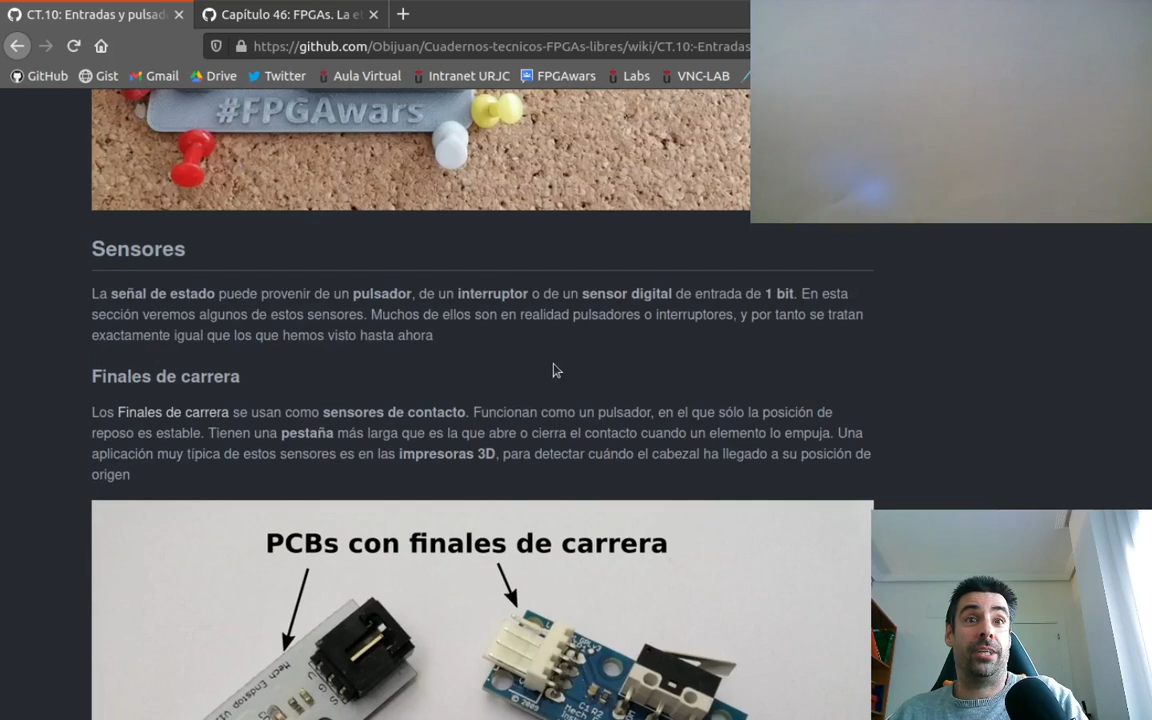 CT.10: Entradas y pulsad
Capítulo 46: FPGAs. La e
https://github.com/Obijuan/Cuadernos-tecnicos-FPGAs-libres/wiki/CT.10:-Entradas
GitHub Gist Gmail Drive Twitter Aula Virtual Intranet URJC FPGAwars Labs VNC-LAB
#FPGAwars
Sensores
La señal de estado puede provenir de un pulsador, de un interruptor o de un sensor digital de entrada de 1 bit. En esta
sección veremos algunos de estos sensores. Muchos de ellos son en realidad pulsadores o interruptores, y por tanto se tratan
exactamente igual que los que hemos visto hasta ahora
Finales de carrera
Los Finales de carrera se usan como sensores de contacto. Funcionan como un pulsador, en el que sólo la posición de
reposo es estable. Tienen una pestaña más larga que es la que abre o cierra el contacto cuando un elemento lo empuja. Una
aplicación muy típica de estos sensores es en las impresoras 3D, para detectar cuándo el cabezal ha llegado a su posición de
origen
PCBs con finales de carrera
Mech Endstop
© 2009
Mech
C1 R2